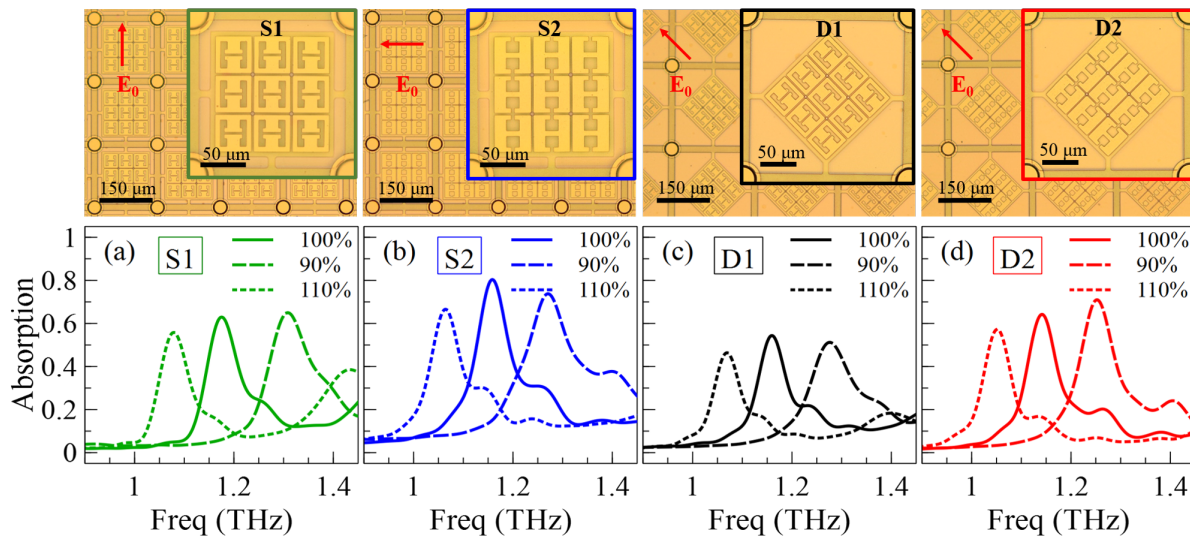 S1
E0
50 μm
150 μm
S2
E0
50 μm
150 μm
D1
E0
50 μm
150 μm
D2
E0
50 μm
150 μm
(a) S1 100%
90%
110%
(b) S2 100%
90%
110%
(c) D1 100%
90%
110%
(d) D2 100%
90%
110%
Absorption
1
0.8
0.6
0.4
0.2
0
1 1.2 1.4
1 1.2 1.4
1 1.2 1.4
1 1.2 1.4
Freq (THz)
Freq (THz)
Freq (THz)
Freq (THz)